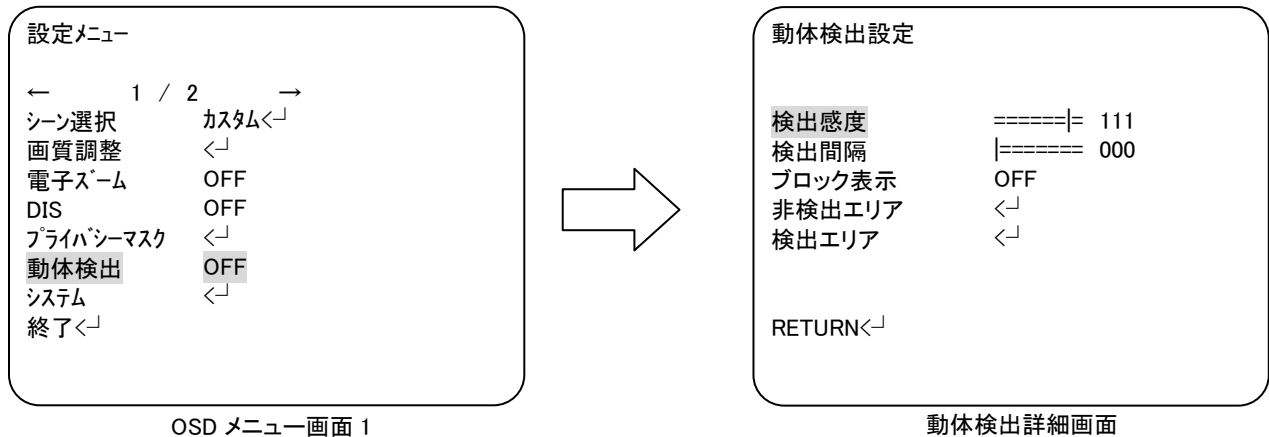 設定ﾒﾆｭｰ
← 1 / 2 →
ｼｰﾝ選択 ｶｽﾀﾑ<┘
画質調整 <┘
電子ｽﾞｰﾑ OFF
DIS OFF
ﾌﾟﾗｲﾊﾞｼｰﾏｽｸ <┘
動体検出 OFF
ｼｽﾃﾑ <┘
終了<┘
OSD メニュー画面 1
動体検出設定
検出感度 ======|= 111
検出間隔 |======= 000
ブロック表示 OFF
非検出エリア <┘
検出エリア <┘
RETURN<┘
動体検出詳細画面